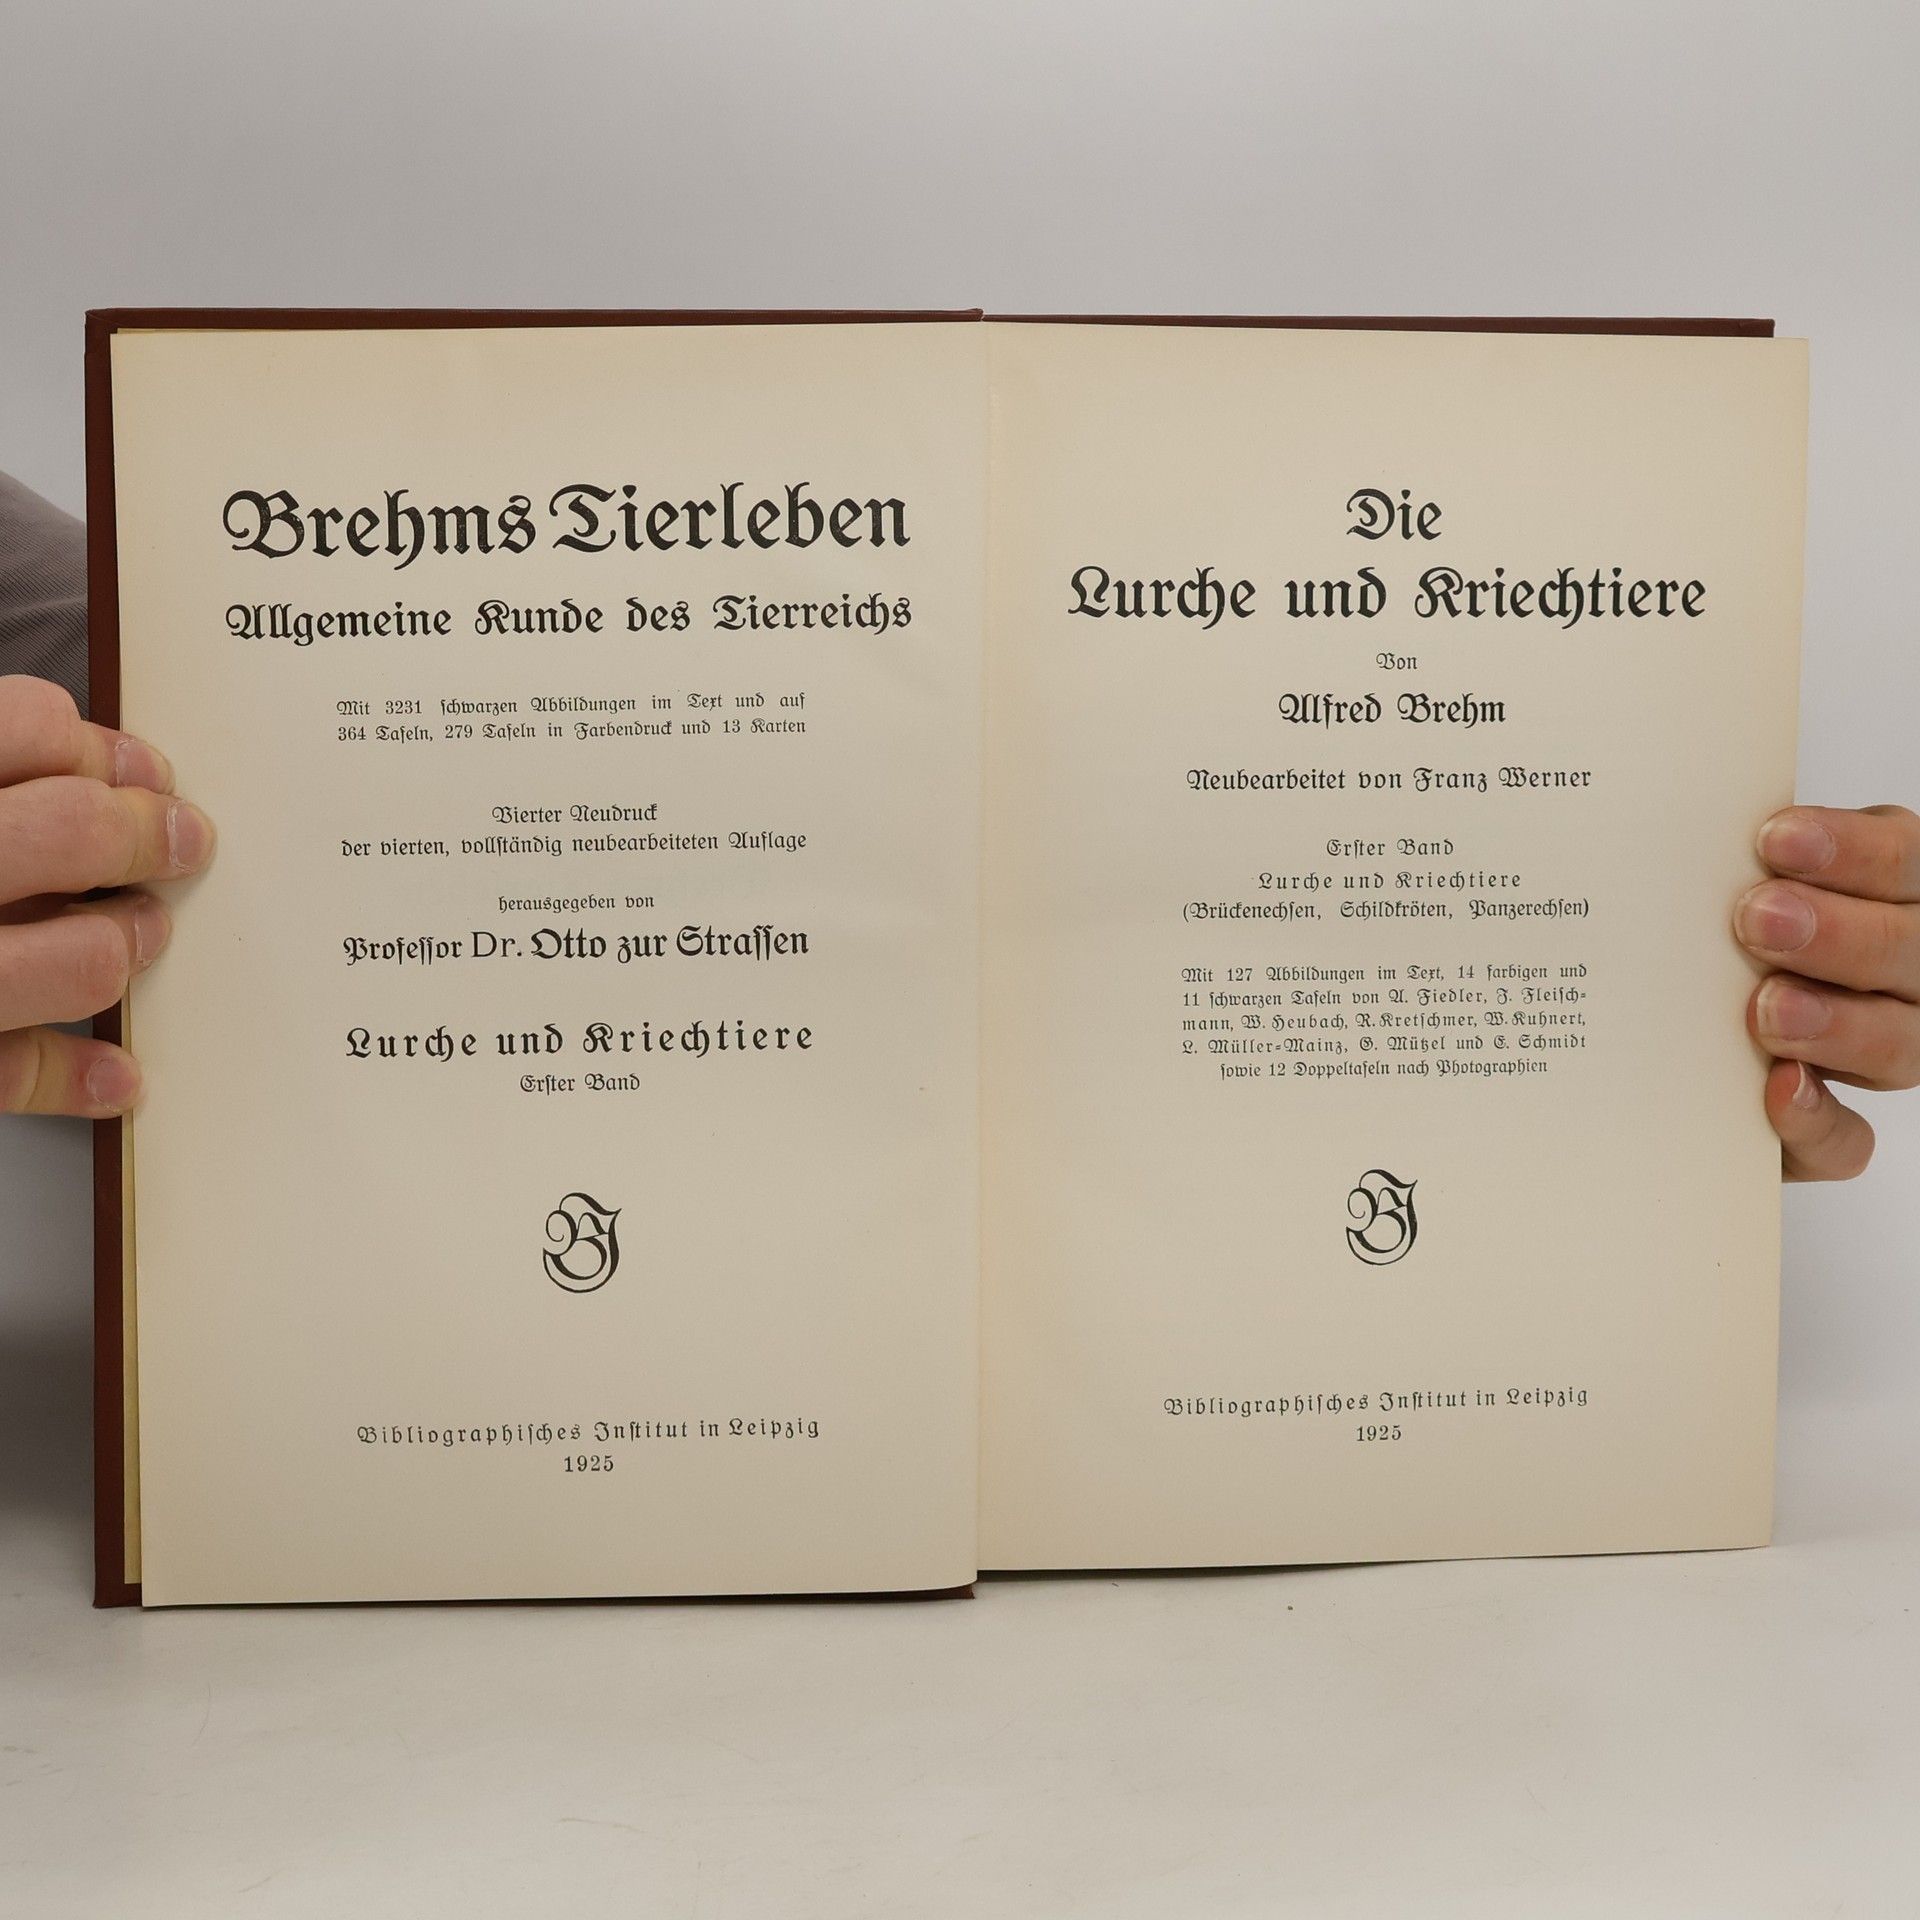 Brehms Tierleben
Allgemeine Kunde des Tierreichs
Mit 3231 ſchwarzen Abbildungen im Text und auf
364 Tafeln, 279 Tafeln in Farbendruck und 13 Karten
Vierter Neudruck
der vierten, vollſtändig neubearbeiteten Auflage
herausgegeben von
Profeſſor Dr. Otto zur Straſſen
Lurche und Kriechtiere
Erſter Band
BJ
Bibliographiſches Inſtitut in Leipzig
1925
Die
Lurche und Kriechtiere
Von
Alfred Brehm
Neubearbeitet von Franz Werner
Erſter Band
Lurche und Kriechtiere
(Brückenechſen, Schildkröten, Panzerechſen)
Mit 127 Abbildungen im Text, 14 farbigen und
11 ſchwarzen Tafeln von A. Fiedler, J. Fleiſch=
mann, W. Heubach, R. Kretſchmer, W. Kuhnert,
L. Müller=Mainz, G. Mützel und E. Schmidt
ſowie 12 Doppeltafeln nach Photographien
BJ
Bibliographiſches Inſtitut in Leipzig
1925